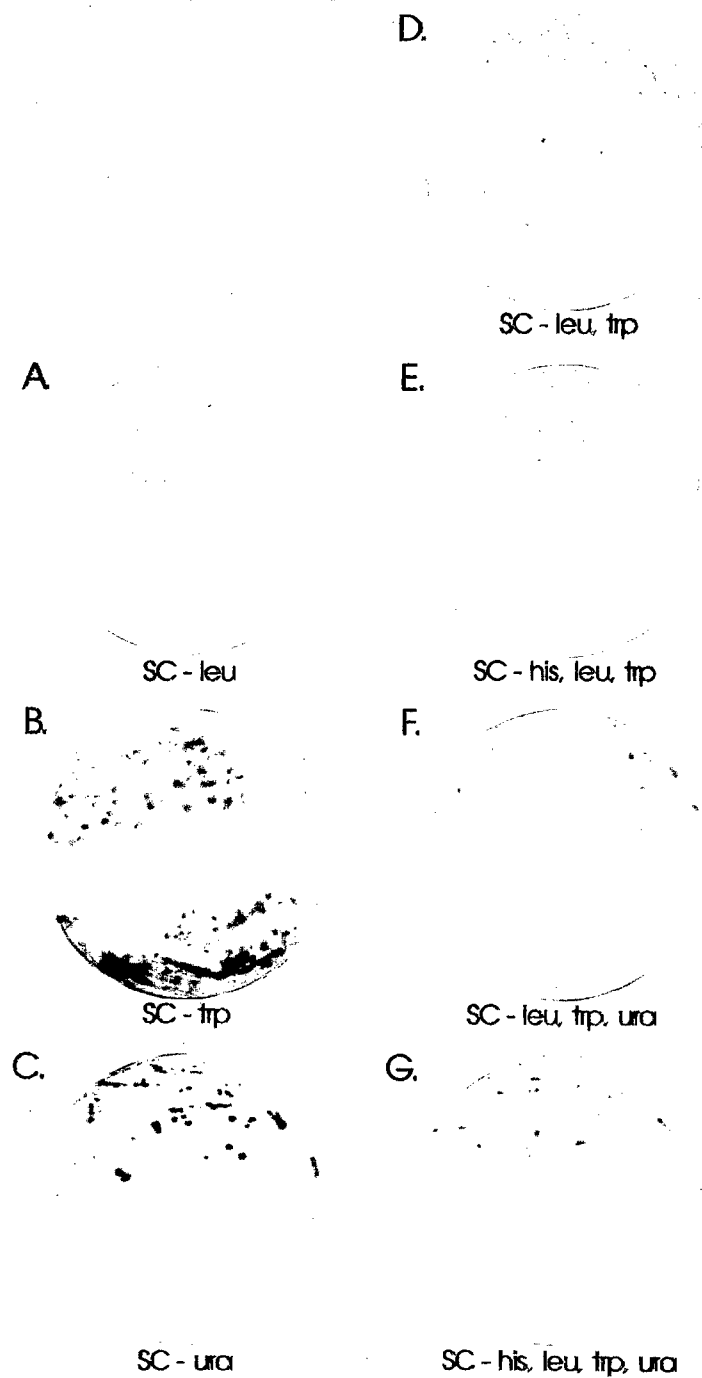 D.
SC - leu, trp
A.
E.
SC - leu
SC - his, leu, trp
B.
F.
SC - trp
SC - leu, trp, ura
C.
G.
SC - ura
SC - his, leu, trp, ura